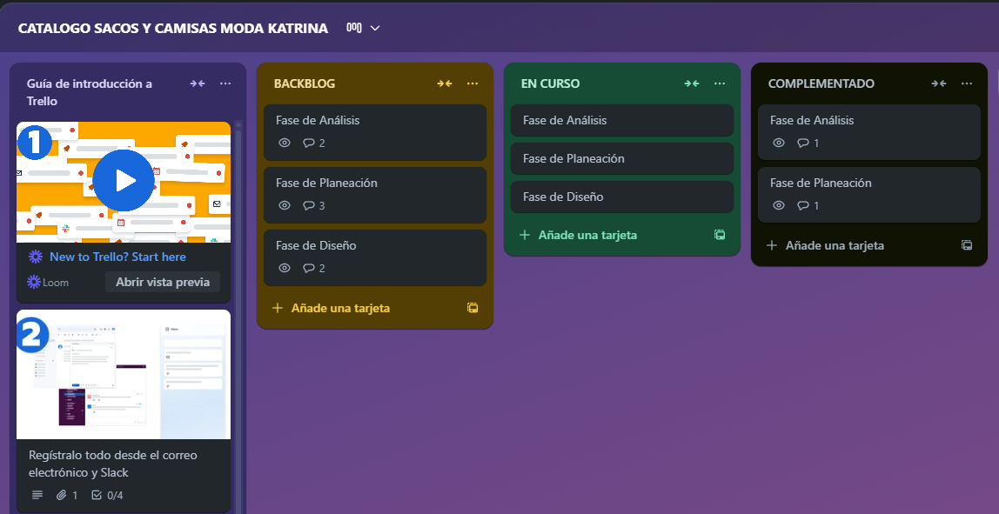 CATALOGO SACOS Y CAMISAS MODA KATRINA
Guía de introducción a
Trello
1
New to Trello? Start here
Loom
Abrir vista previa
2
Regístralo todo desde el correo
electrónico y Slack
1
0/4
BACKBLOG
Fase de Análisis
2
Fase de Planeación
3
Fase de Diseño
2
Añade una tarjeta
EN CURSO
Fase de Análisis
Fase de Planeación
Fase de Diseño
Añade una tarjeta
COMPLEMENTADO
Fase de Análisis
1
Fase de Planeación
1
Añade una tarjeta